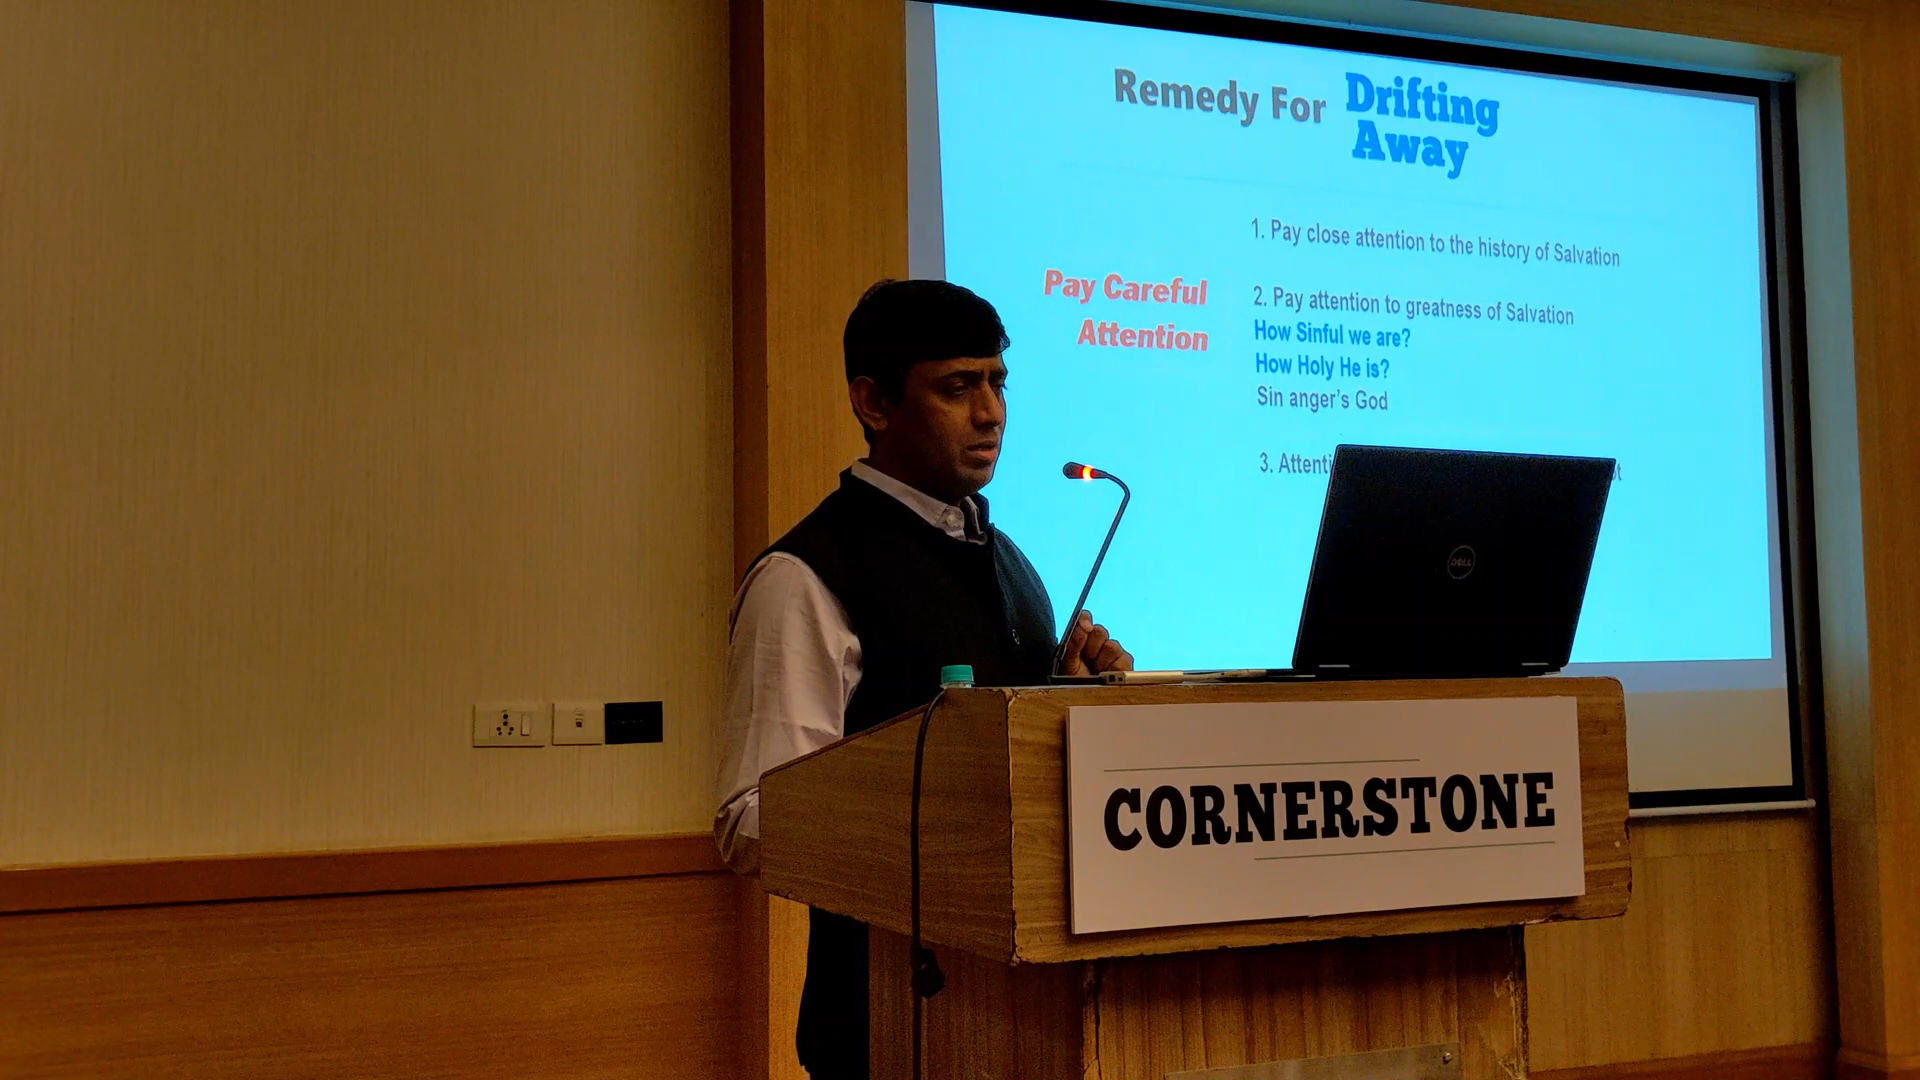 Remedy For Drifting
Away
1. Pay close attention to the history of Salvation
Pay Careful
Attention
2. Pay attention to greatness of Salvation
How Sinful we are?
How Holy He is?
Sin anger's God
3.
DELL
CORNERSTONE